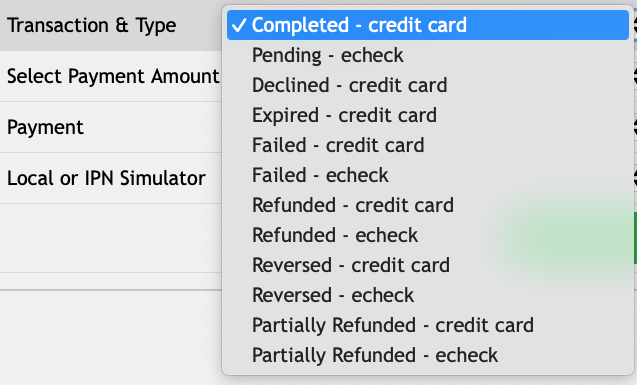 Transaction & Type
✓ Completed - credit card
Pending - echeck
Select Payment Amount
Declined - credit card
Expired - credit card
Payment
Failed - credit card
Local or IPN Simulator
Failed - echeck
Refunded - credit card
Refunded - echeck
Reversed - credit card
Reversed - echeck
Partially Refunded - credit card
Partially Refunded - echeck